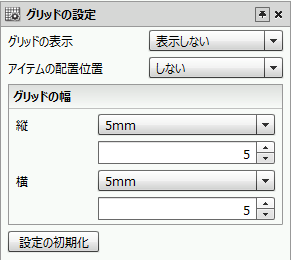 グリッドの設定
グリッドの表示 表示しない
アイテムの配置位置 しない
グリッドの幅
縦 5mm
5
横 5mm
5
設定の初期化